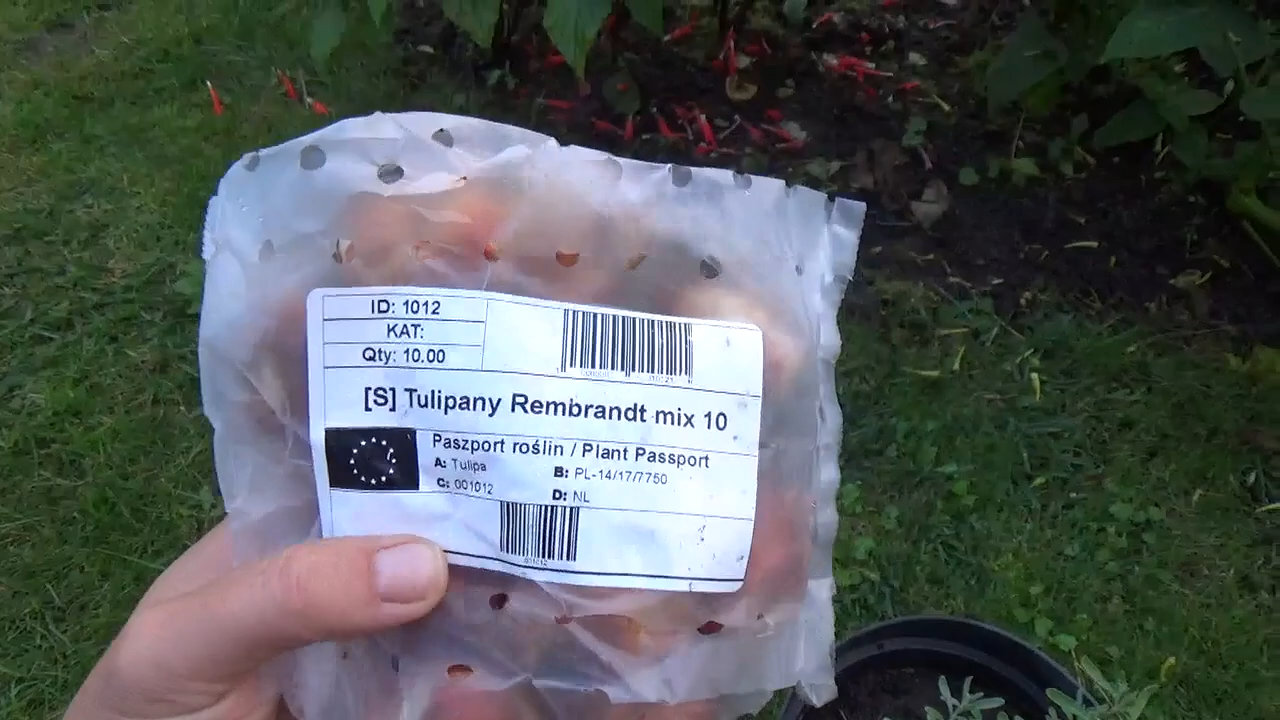 ID: 1012
KAT:
Qty: 10.00
[S] Tulipany Rembrandt mix 10
Paszport roślin / Plant Passport
A: Tulipa
B: PL-14/17/7750
C: 001012
D: NL